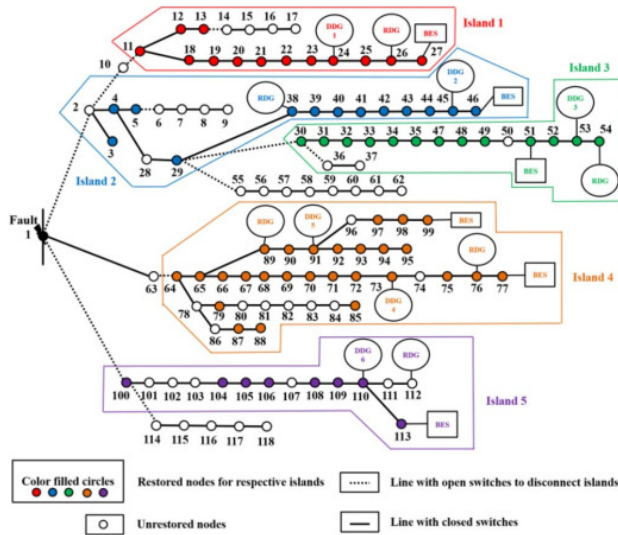 12 13 14 15 16 17
DDG 1
RDG
BES
Island 1
11
10
18 19 20 21 22 23 24 25 26 27
DDG 2
Island 3
2
4
5 6 7 8 9
3
RDG
38 39 40 41 42 43 44 45 46
BES
DDG 3
30 31 32 33 34 35 47 48 49 50 51 52 53 54
36 37
BES
RDG
Island 2
28 29
55 56 57 58 59 60 61 62
Fault
1
RDG
DDG 5
96 97 98 99
BES
89 90 91 92 93 94 95
RDG
Island 4
63 64 65 66 67 68 69 70 71 72 73 74 75 76 77
BES
DDG 4
78 79 80 81 82 83 84 85
86 87 88
DDG 6
RDG
Island 5
100 101 102 103 104 105 106 107 108 109 110 111 112
113
BES
114 115 116 117 118
Color filled circles
Restored nodes for respective islands
Line with open switches to disconnect islands
Unrestored nodes
Line with closed switches